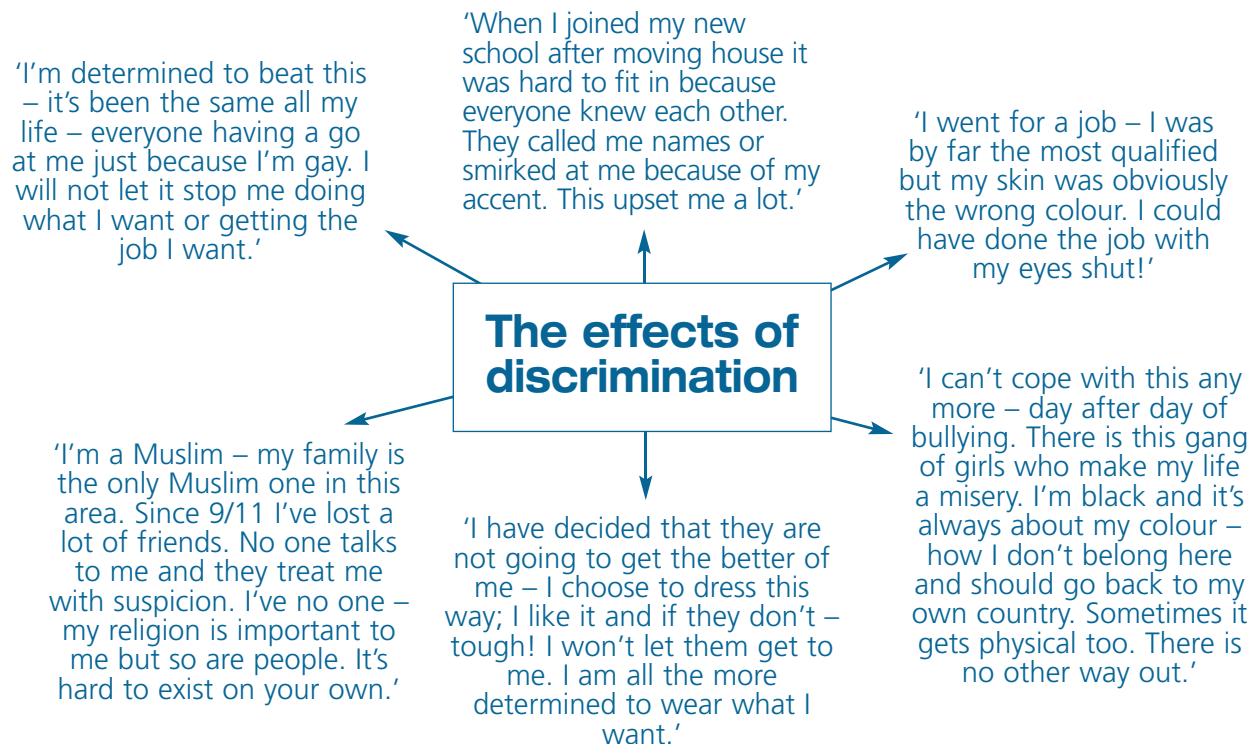 ‘I’m determined to beat this
– it’s been the same all my
life – everyone having a go
at me just because I’m gay. I
will not let it stop me doing
what I want or getting the
job I want.’
‘When I joined my new
school after moving house it
was hard to fit in because
everyone knew each other.
They called me names or
smirked at me because of my
accent. This upset me a lot.’
‘I went for a job – I was
by far the most qualified
but my skin was obviously
the wrong colour. I could
have done the job with
my eyes shut!’
The effects of
discrimination
‘I’m a Muslim – my family is
the only Muslim one in this
area. Since 9/11 I’ve lost a
lot of friends. No one talks
to me and they treat me
with suspicion. I’ve no one –
my religion is important to
me but so are people. It’s
hard to exist on your own.’
‘I have decided that they are
not going to get the better of
me – I choose to dress this
way; I like it and if they don’t –
tough! I won’t let them get to
me. I am all the more
determined to wear what I
want.’
‘I can’t cope with this any
more – day after day of
bullying. There is this gang
of girls who make my life
a misery. I’m black and it’s
always about my colour –
how I don’t belong here
and should go back to my
own country. Sometimes it
gets physical too. There is
no other way out.’